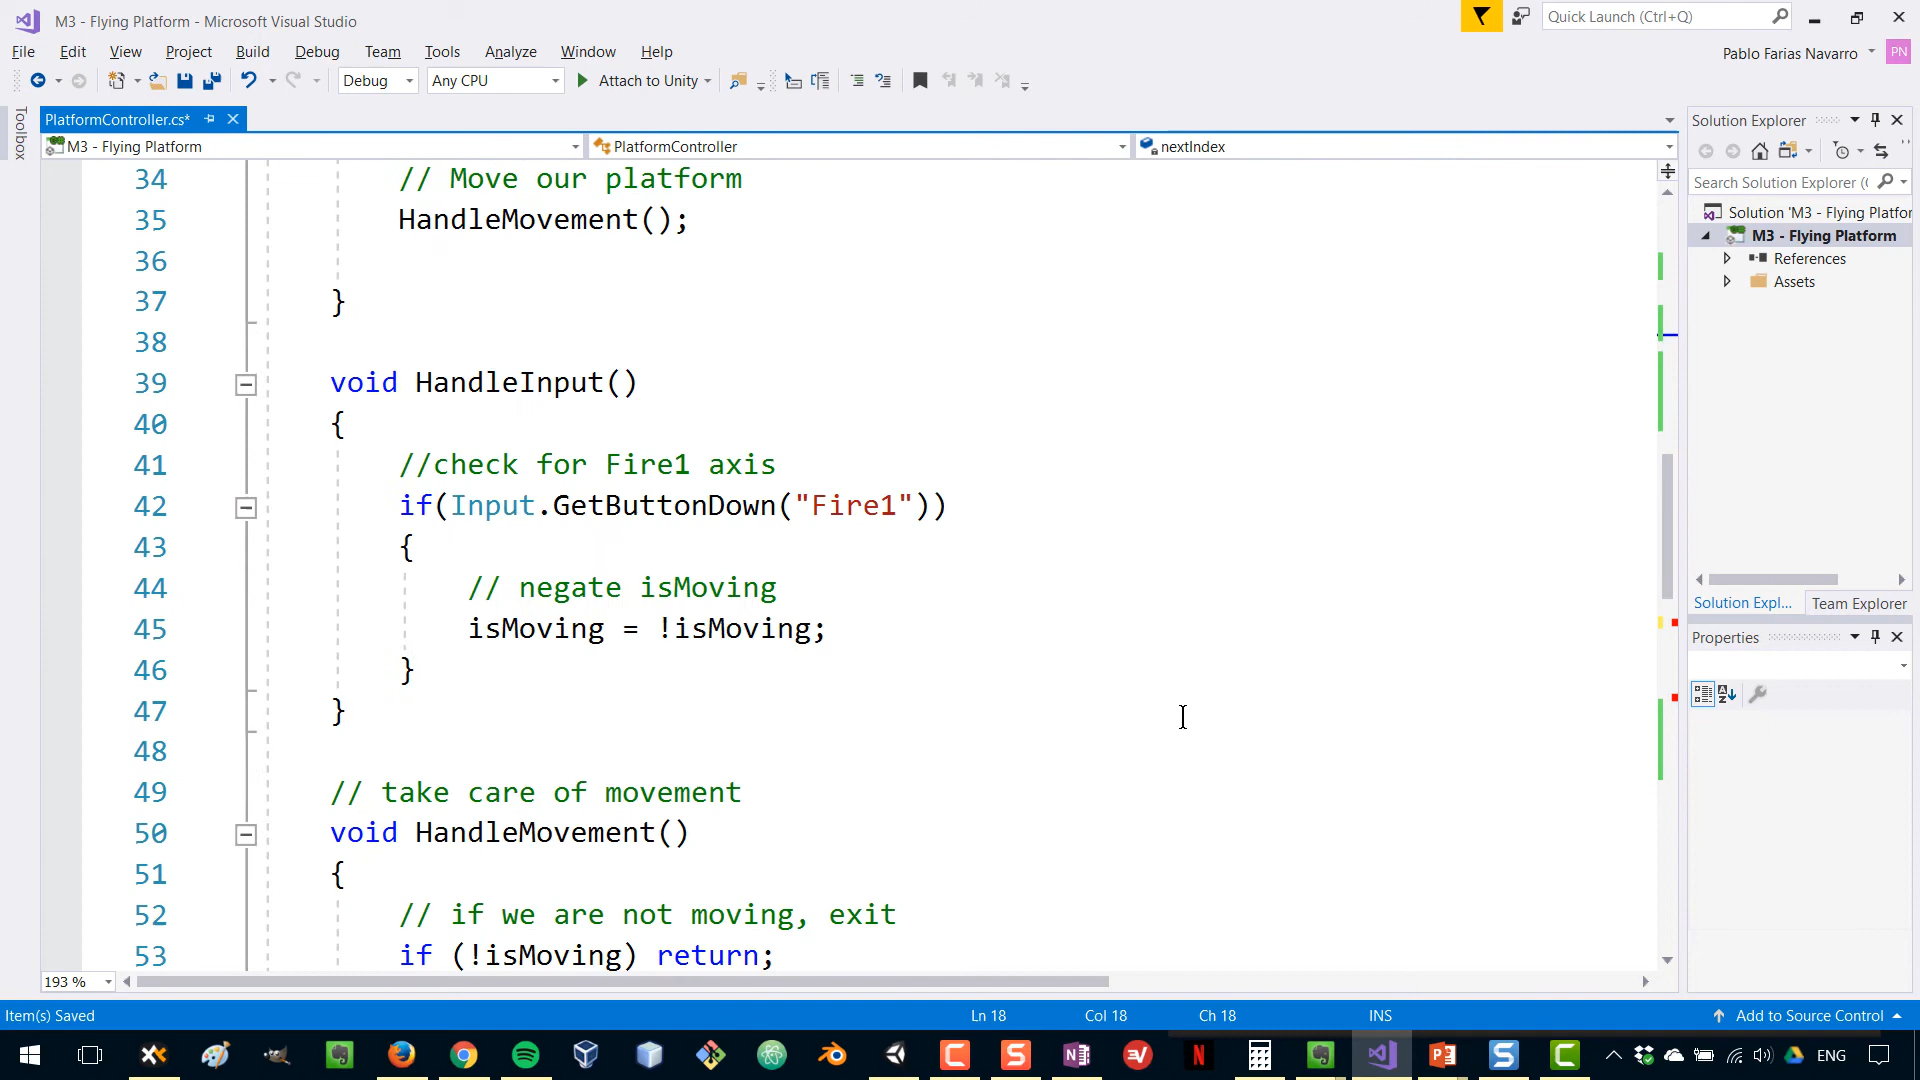 M3 - Flying Platform - Microsoft Visual Studio
Quick Launch (Ctrl+Q)
File Edit View Project Build Debug Team Tools Analyze Window Help
Pablo Farias Navarro PN
Debug Any CPU Attach to Unity
Toolbox
PlatformController.cs*
M3 - Flying Platform PlatformController nextIndex
34 // Move our platform
35 HandleMovement();
36
37 }
38
39 void HandleInput()
40 {
41 //check for Fire1 axis
42 if(Input.GetButtonDown("Fire1"))
43 {
44 // negate isMoving
45 isMoving = !isMoving;
46 }
47 }
48
49 // take care of movement
50 void HandleMovement()
51 {
52 // if we are not moving, exit
53 if (!isMoving) return;
193 %
Solution Explorer
Search Solution Explorer (
Solution 'M3 - Flying Platfor
M3 - Flying Platform
References
Assets
Solution Expl... Team Explorer
Properties
Item(s) Saved Ln 18 Col 18 Ch 18 INS Add to Source Control
ENG